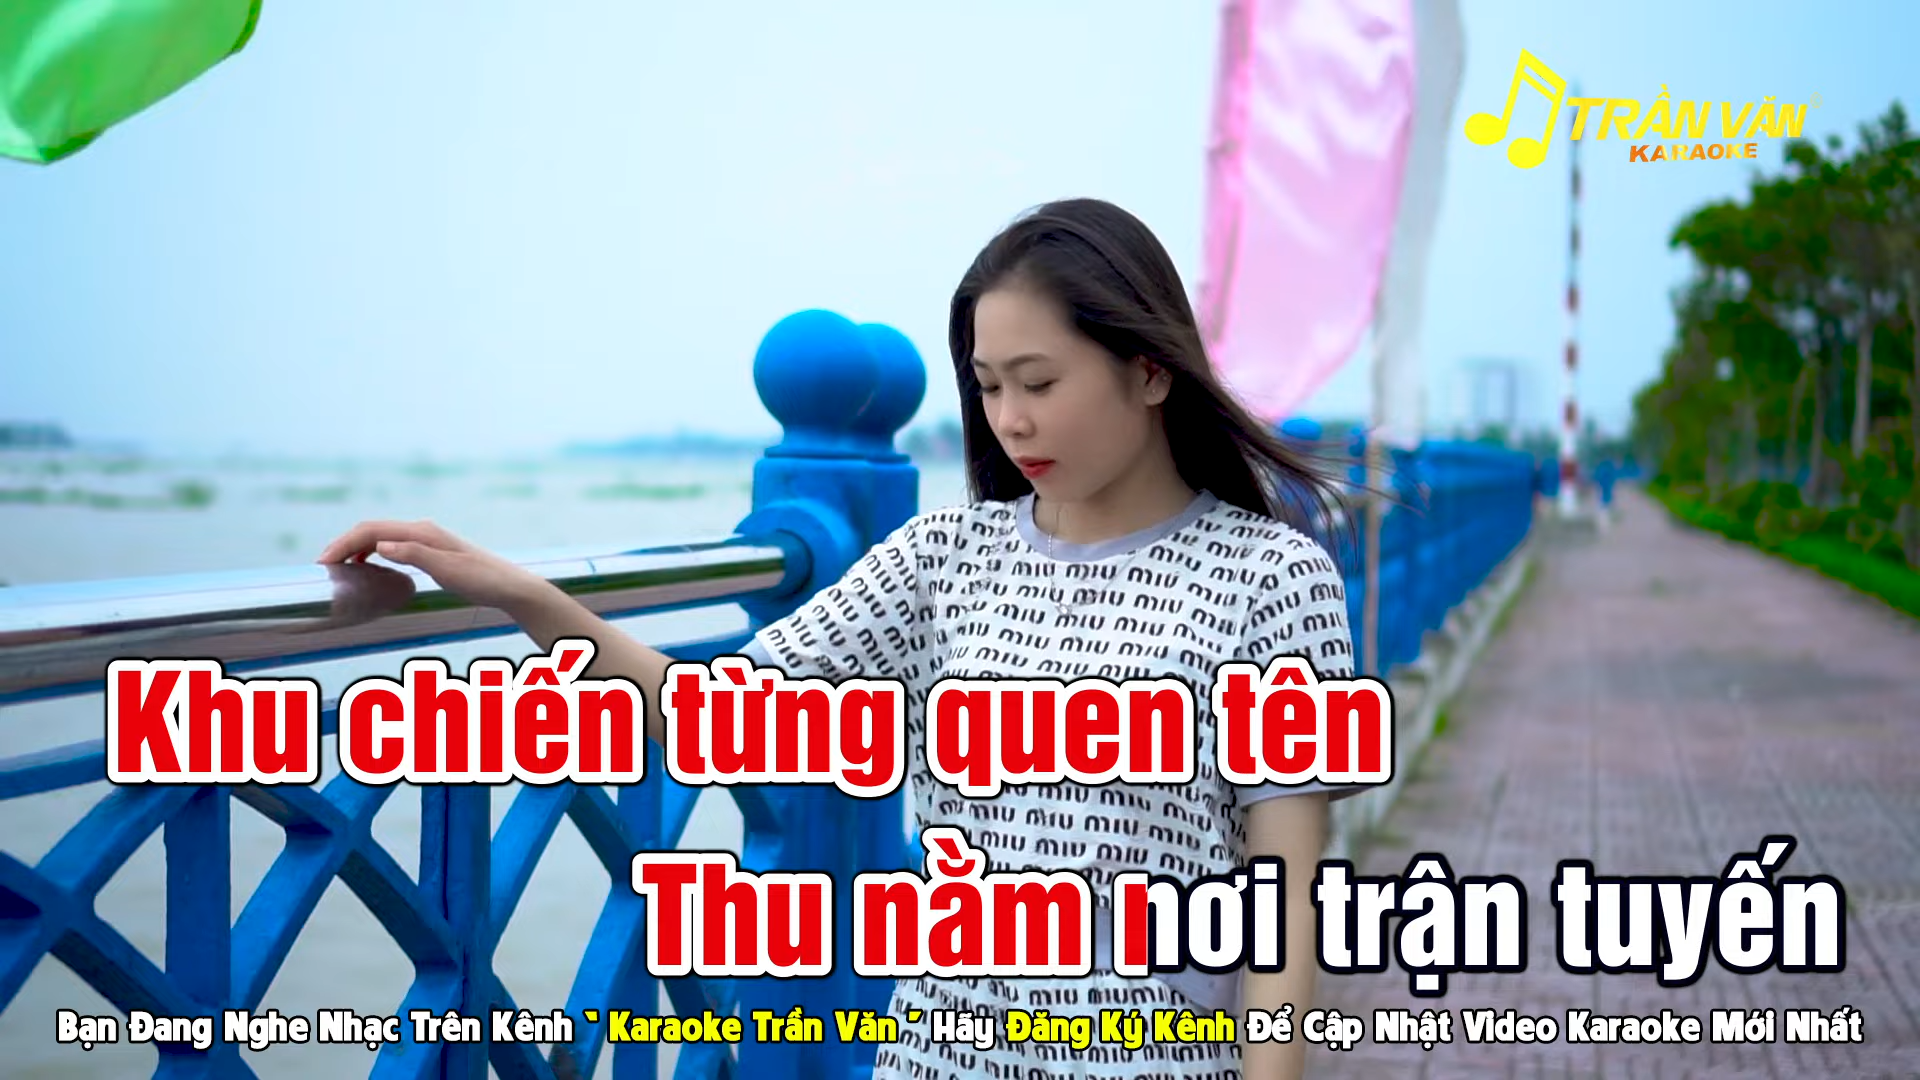 TRẦN VĂN
KARAOKE
Khu chiến từng quen tên
Thu nằm nơi trận tuyến
Bạn Đang Nghe Nhạc Trên Kênh ` Karaoke Trần Văn ´ Hãy Đăng Ký Kênh Để Cập Nhật Video Karaoke Mới Nhất